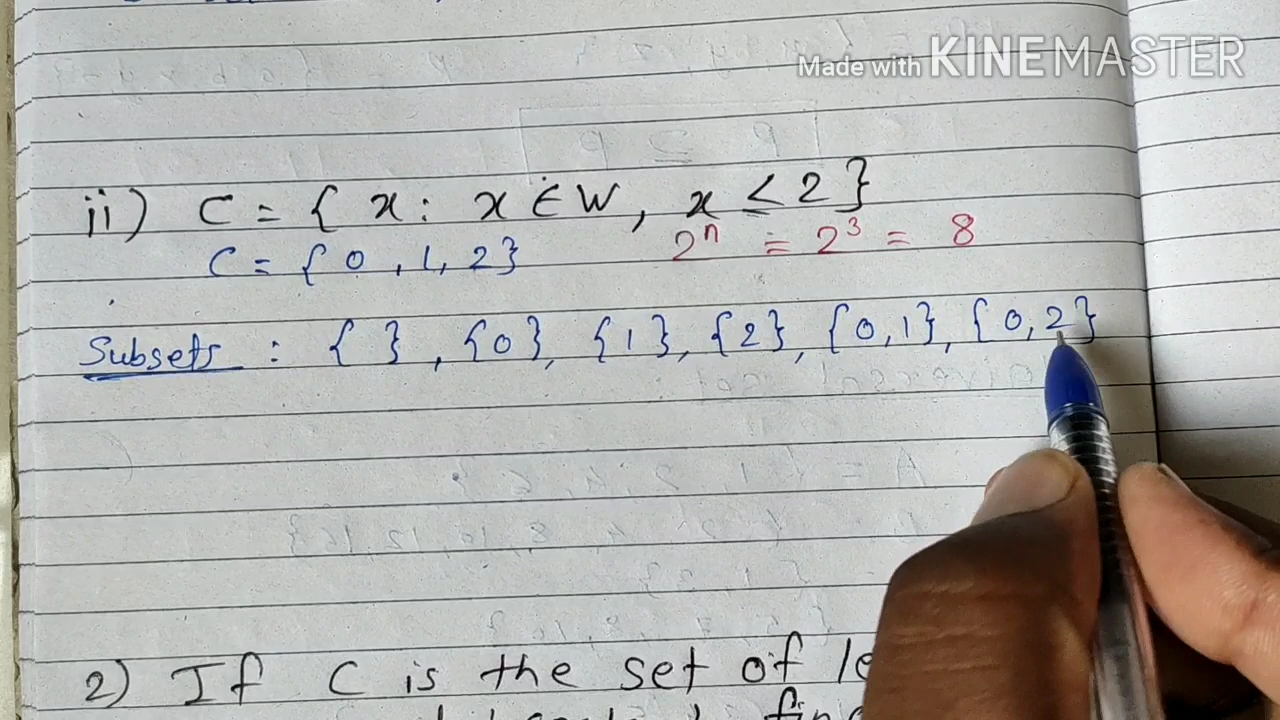 Made with KINEMASTER
ii) C = { x : x ∈ W, x ≤ 2 }
C = { 0, 1, 2 } 2ⁿ = 2³ = 8
Subsets : { }, {0}, {1}, {2}, {0,1}, {0,2}
2) If C is the set of le